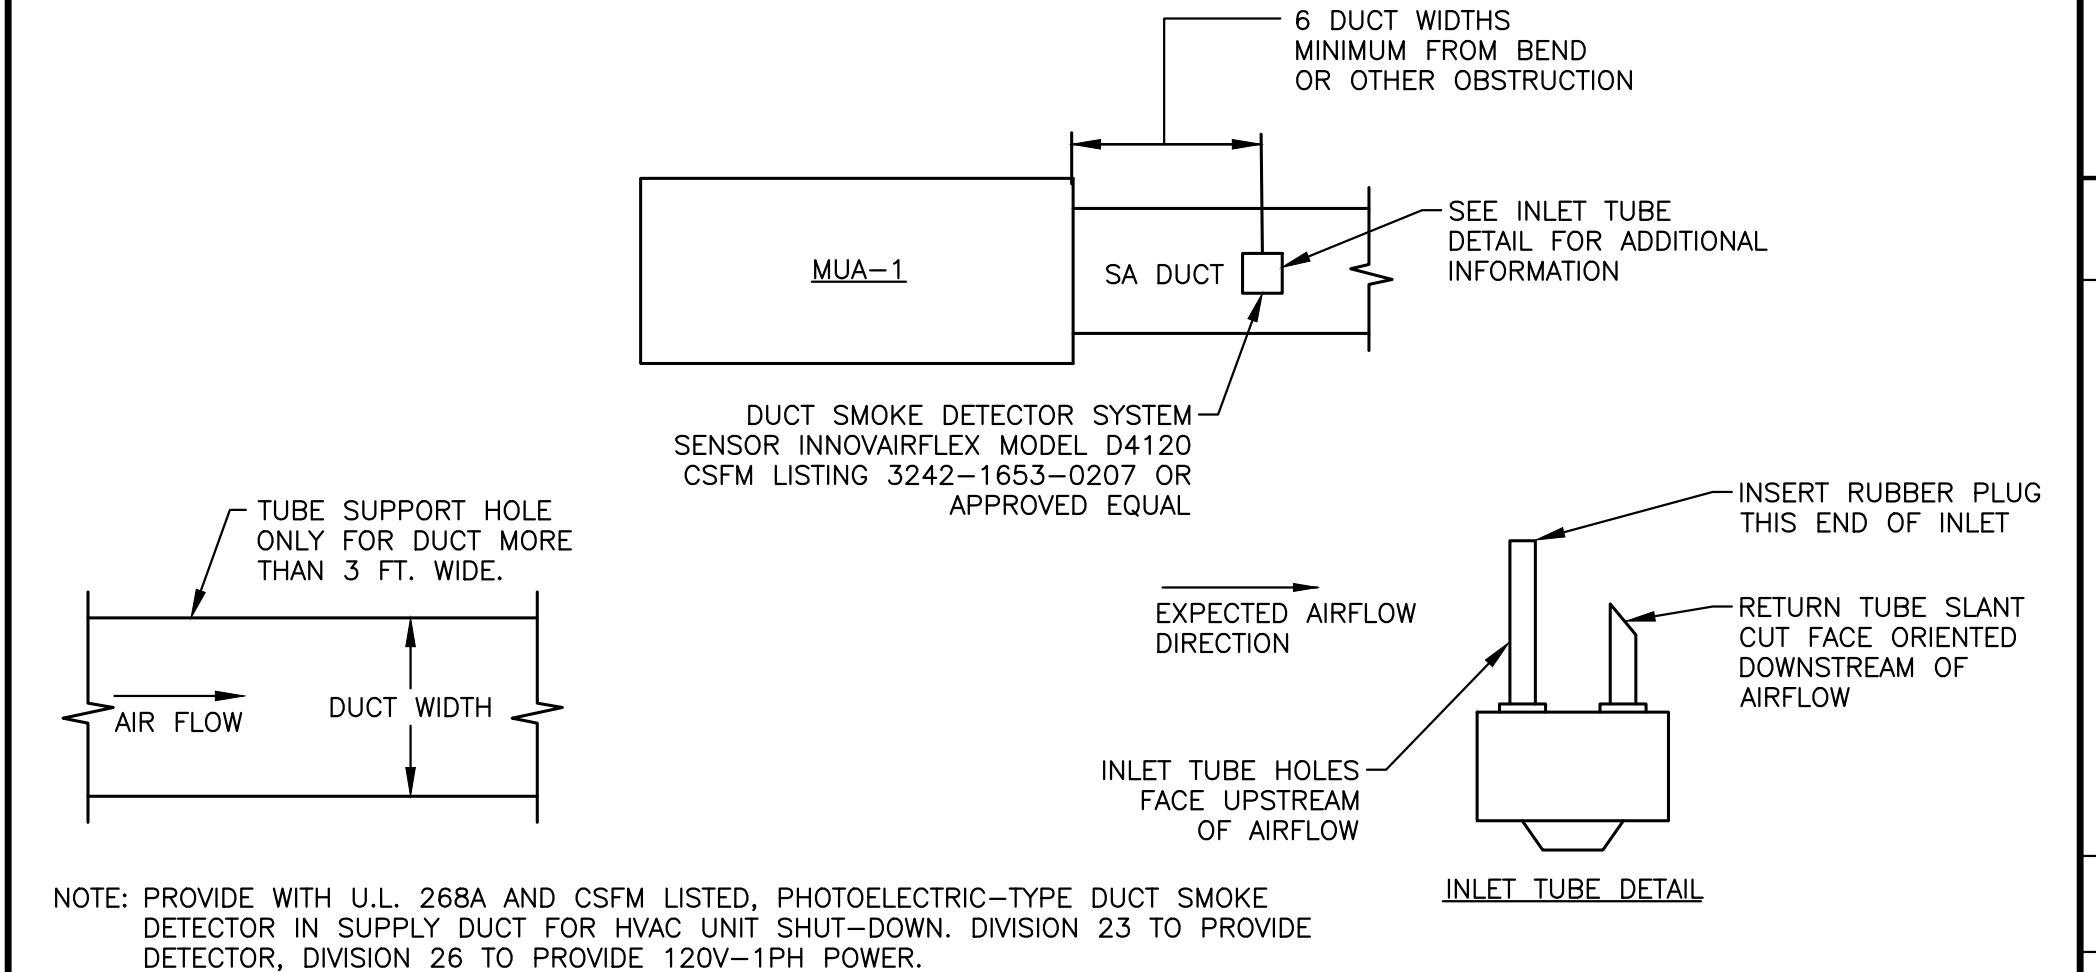 6 DUCT WIDTHS
MINIMUM FROM BEND
OR OTHER OBSTRUCTION
SEE INLET TUBE
DETAIL FOR ADDITIONAL
INFORMATION
MUA-1
SA DUCT
DUCT SMOKE DETECTOR SYSTEM
SENSOR INNOVAIRFLEX MODEL D4120
CSFM LISTING 3242-1653-0207 OR
APPROVED EQUAL
TUBE SUPPORT HOLE
ONLY FOR DUCT MORE
THAN 3 FT. WIDE.
AIR FLOW
DUCT WIDTH
EXPECTED AIRFLOW
DIRECTION
INSERT RUBBER PLUG
THIS END OF INLET
RETURN TUBE SLANT
CUT FACE ORIENTED
DOWNSTREAM OF
AIRFLOW
INLET TUBE HOLES
FACE UPSTREAM
OF AIRFLOW
INLET TUBE DETAIL
NOTE: PROVIDE WITH U.L. 268A AND CSFM LISTED, PHOTOELECTRIC-TYPE DUCT SMOKE
DETECTOR IN SUPPLY DUCT FOR HVAC UNIT SHUT-DOWN. DIVISION 23 TO PROVIDE
DETECTOR, DIVISION 26 TO PROVIDE 120V-1PH POWER.